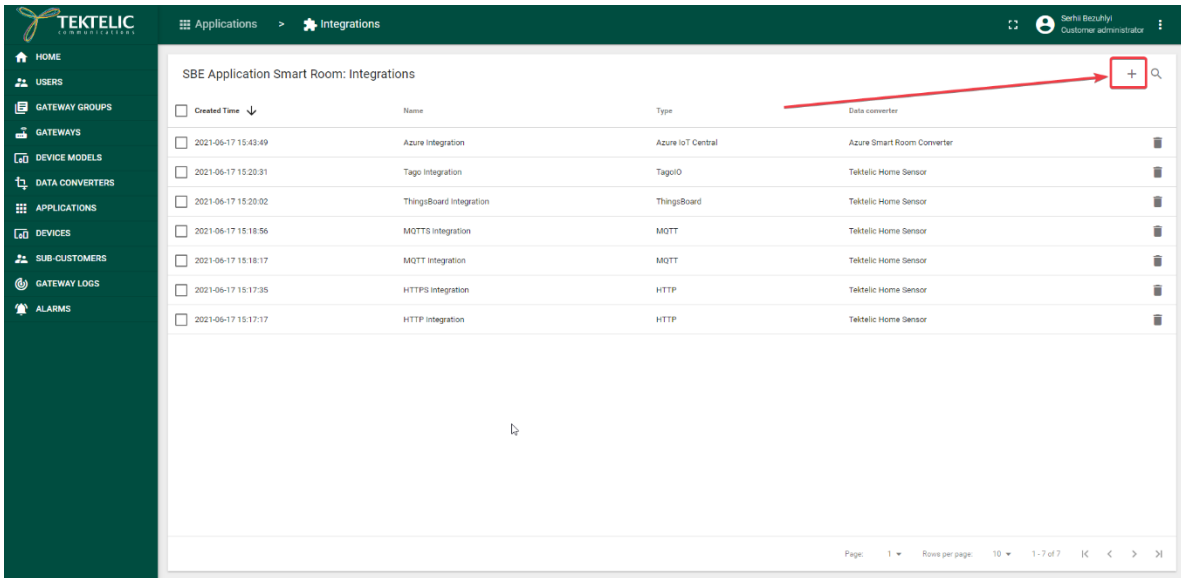 TEKTELIC
communications
Applications > Integrations
Serhii Bezuhlyi
Customer administrator
HOME
USERS
GATEWAY GROUPS
GATEWAYS
DEVICE MODELS
DATA CONVERTERS
APPLICATIONS
DEVICES
SUB-CUSTOMERS
GATEWAY LOGS
ALARMS
SBE Application Smart Room: Integrations
Created Time Name Type Data converter
2021-06-17 15:43:49 Azure Integration Azure IoT Central Azure Smart Room Converter
2021-06-17 15:20:31 Tago Integration TagoIO Tektelic Home Sensor
2021-06-17 15:20:02 ThingsBoard Integration ThingsBoard Tektelic Home Sensor
2021-06-17 15:18:56 MQTTS Integration MQTT Tektelic Home Sensor
2021-06-17 15:18:17 MQTT Integration MQTT Tektelic Home Sensor
2021-06-17 15:17:35 HTTPS Integration HTTP Tektelic Home Sensor
2021-06-17 15:17:17 HTTP Integration HTTP Tektelic Home Sensor
Page: 1 Rows per page: 10 1 - 7 of 7